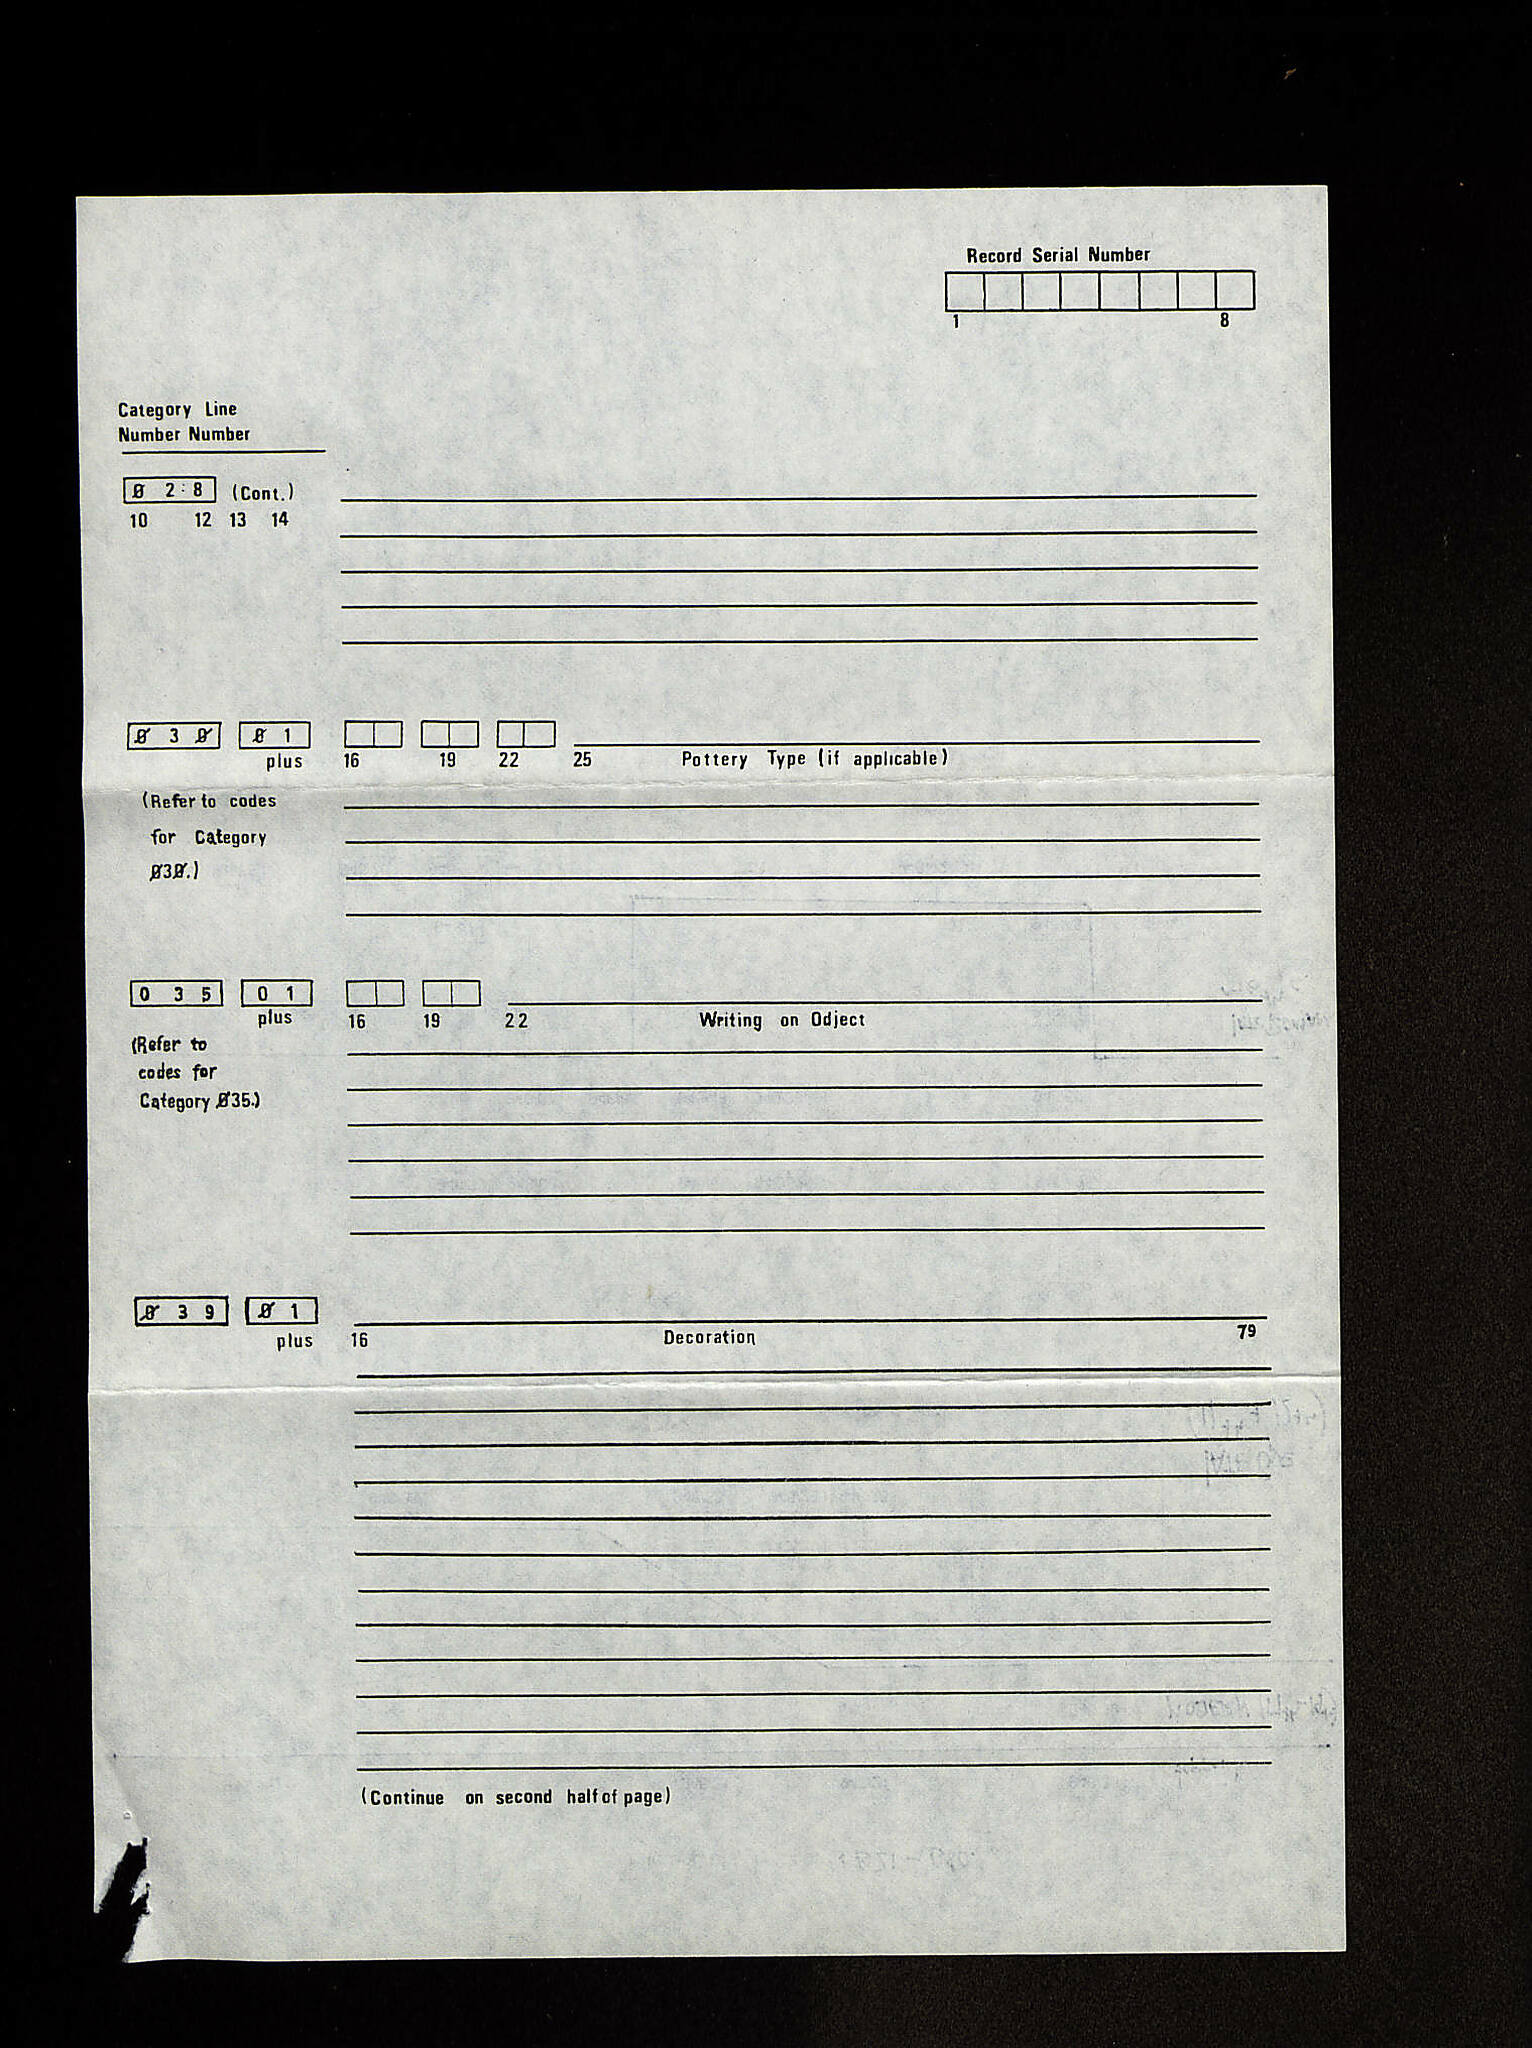 Record Serial Number
1 8
Category Line
Number Number
Ø 2 8 (Cont.)
10 12 13 14
Ø 3 Ø Ø 1
plus 16 19 22 25 Pottery Type (if applicable)
(Refer to codes
for Category
Ø3Ø.)
0 3 5 0 1
plus 16 19 22 Writing on Odject
(Refer to
codes for
Category Ø35.)
Ø 3 9 Ø 1
plus 16 Decoration 79
(Continue on second half of page)